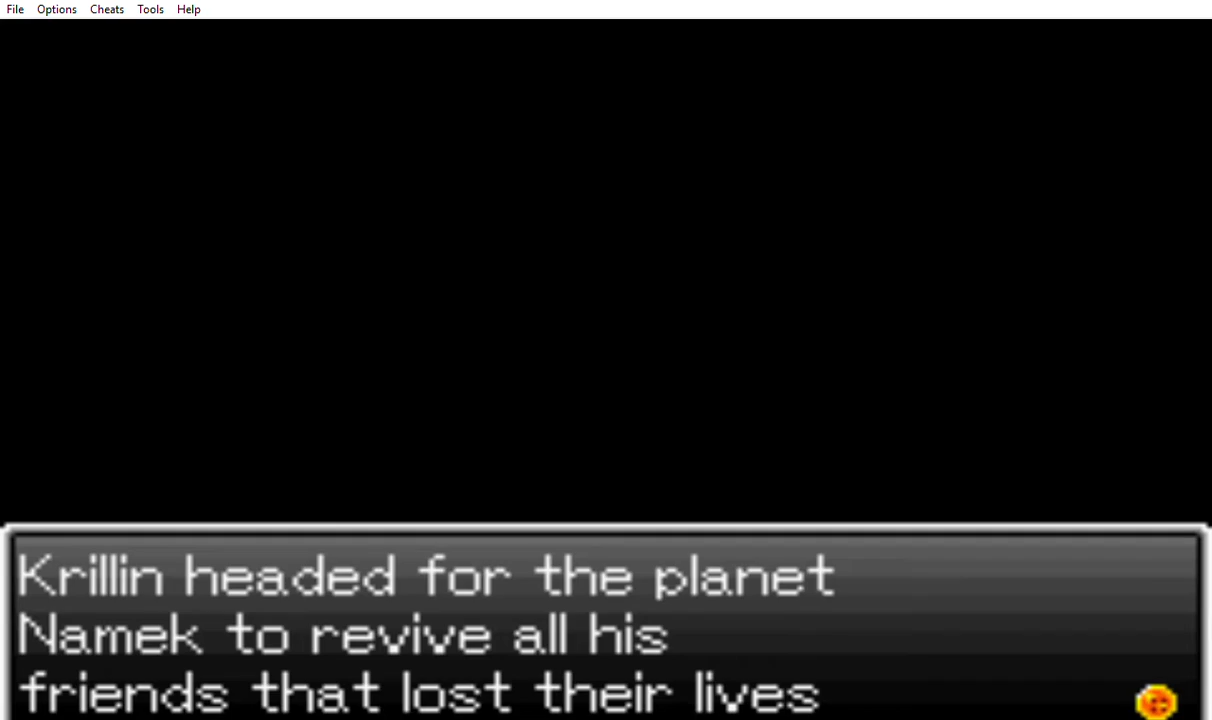 File Options Cheats Tools Help
Krillin headed for the planet
Namek to revive all his
friends that lost their lives